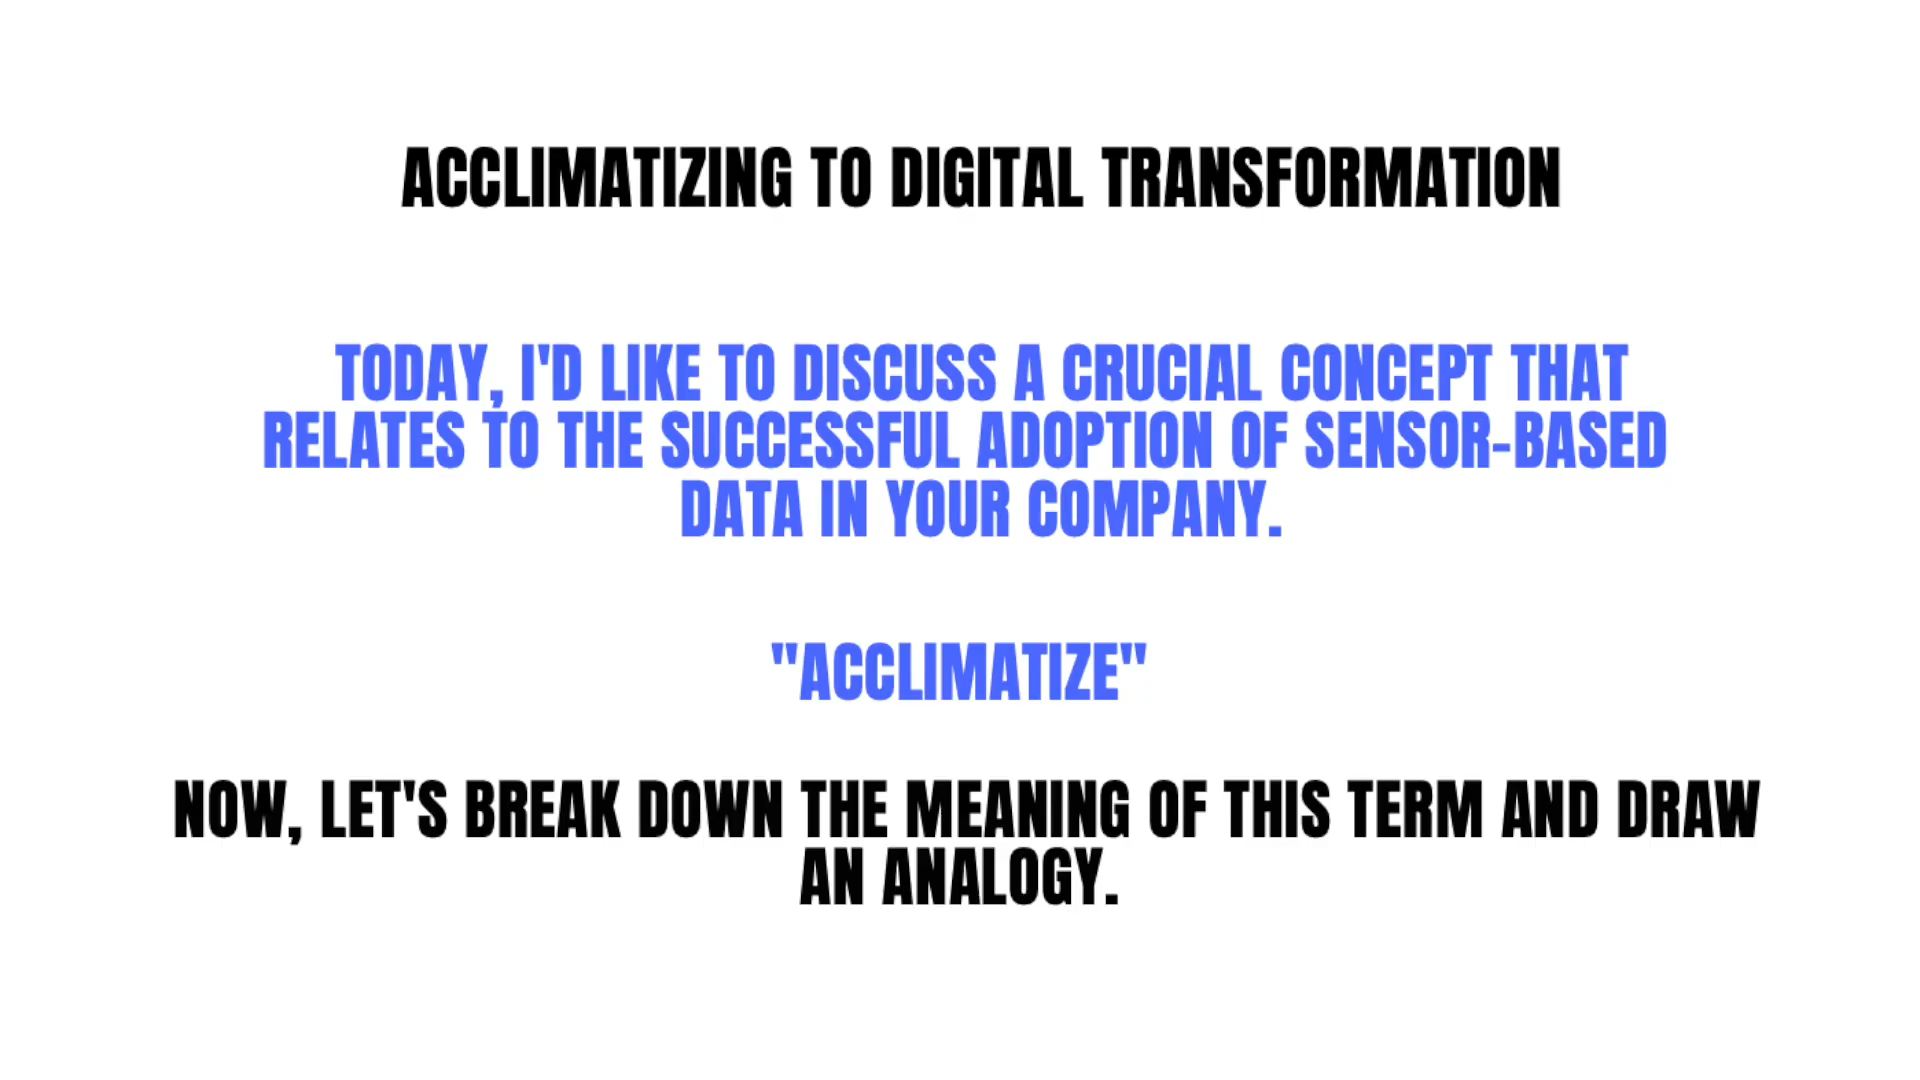 ACCLIMATIZING TO DIGITAL TRANSFORMATION
TODAY, I'D LIKE TO DISCUSS A CRUCIAL CONCEPT THAT
RELATES TO THE SUCCESSFUL ADOPTION OF SENSOR-BASED
DATA IN YOUR COMPANY.
"ACCLIMATIZE"
NOW, LET'S BREAK DOWN THE MEANING OF THIS TERM AND DRAW
AN ANALOGY.